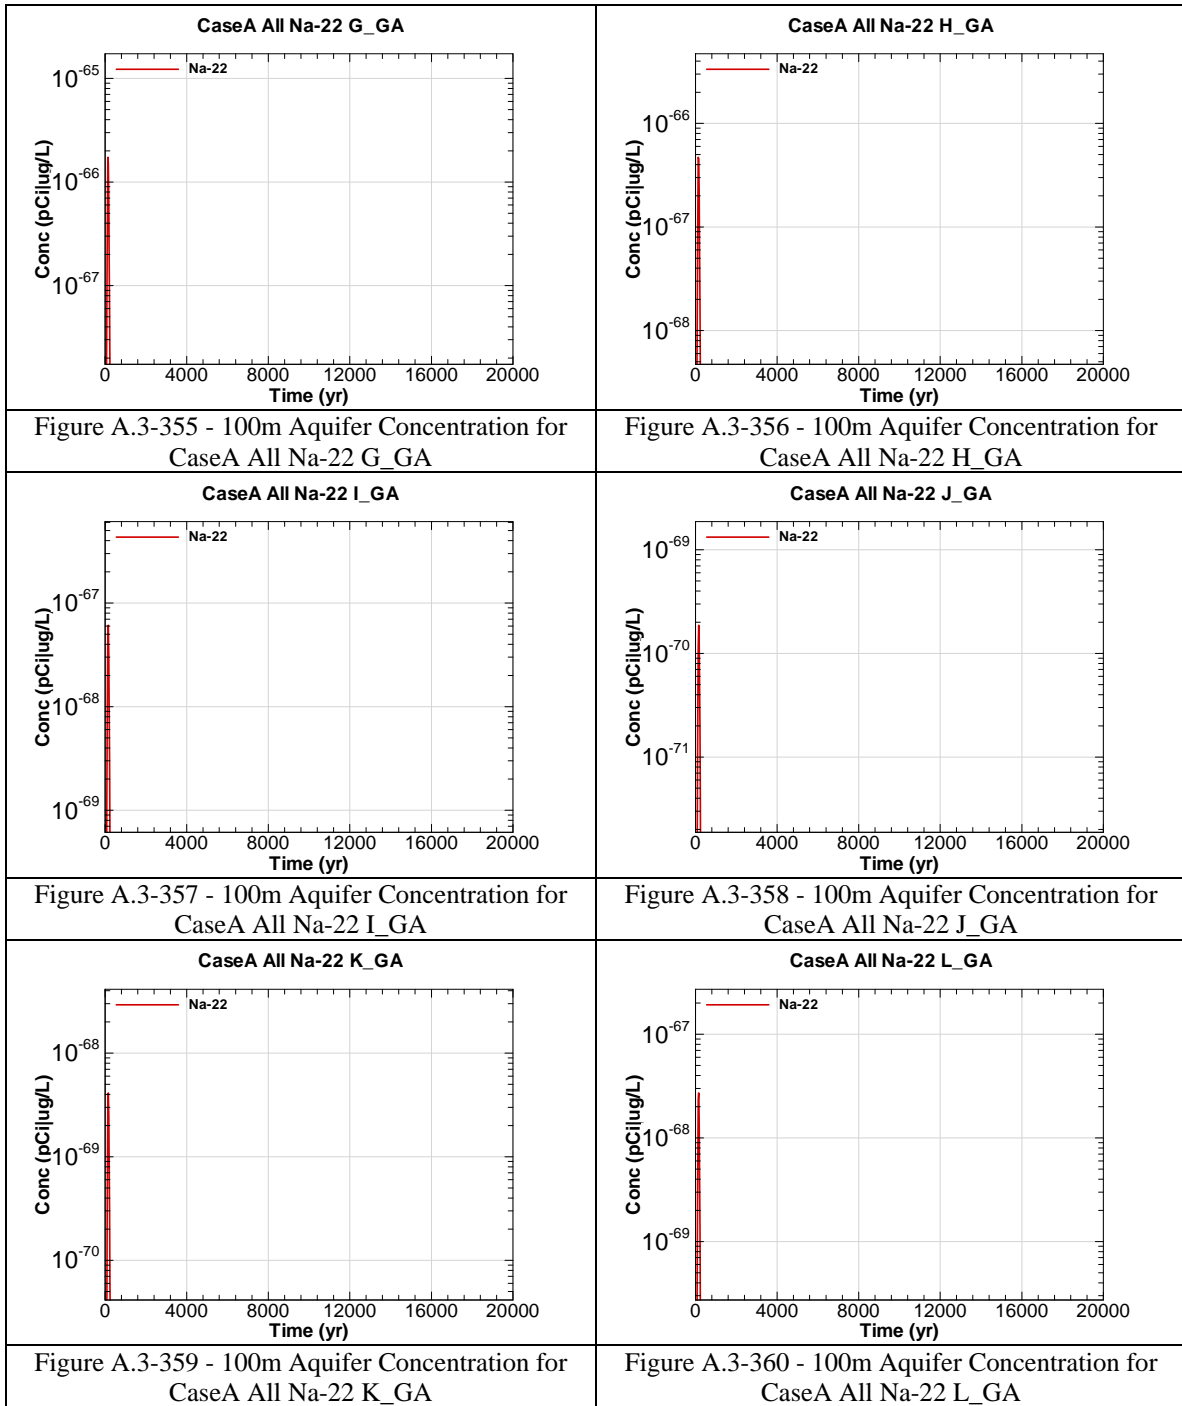 CaseA All Na-22 G_GA
Na-22
10-65
10-66
10-67
Conc (pCi|ug/L)
0 4000 8000 12000 16000 20000
Time (yr)
Figure A.3-355 - 100m Aquifer Concentration for
CaseA All Na-22 G_GA
CaseA All Na-22 H_GA
Na-22
10-66
10-67
10-68
Conc (pCi|ug/L)
0 4000 8000 12000 16000 20000
Time (yr)
Figure A.3-356 - 100m Aquifer Concentration for
CaseA All Na-22 H_GA
CaseA All Na-22 I_GA
Na-22
10-67
10-68
10-69
Conc (pCi|ug/L)
0 4000 8000 12000 16000 20000
Time (yr)
Figure A.3-357 - 100m Aquifer Concentration for
CaseA All Na-22 I_GA
CaseA All Na-22 J_GA
Na-22
10-69
10-70
10-71
Conc (pCi|ug/L)
0 4000 8000 12000 16000 20000
Time (yr)
Figure A.3-358 - 100m Aquifer Concentration for
CaseA All Na-22 J_GA
CaseA All Na-22 K_GA
Na-22
10-68
10-69
10-70
Conc (pCi|ug/L)
0 4000 8000 12000 16000 20000
Time (yr)
Figure A.3-359 - 100m Aquifer Concentration for
CaseA All Na-22 K_GA
CaseA All Na-22 L_GA
Na-22
10-67
10-68
10-69
Conc (pCi|ug/L)
0 4000 8000 12000 16000 20000
Time (yr)
Figure A.3-360 - 100m Aquifer Concentration for
CaseA All Na-22 L_GA